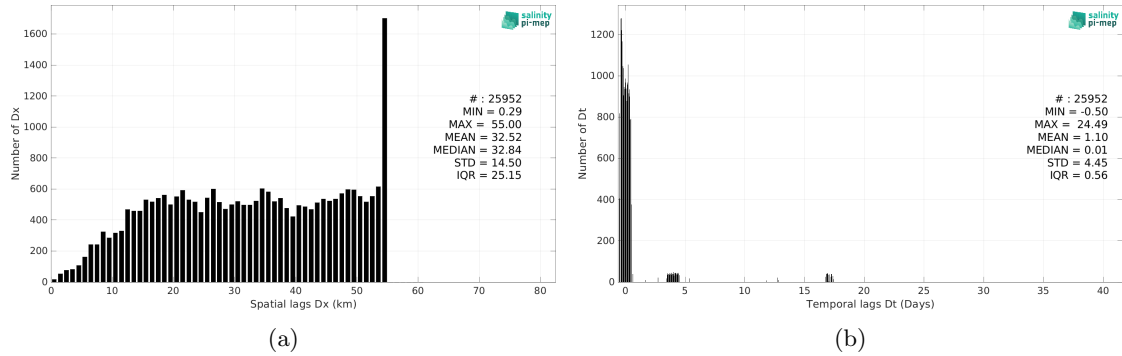 salinity
pi-mep
1600
1400
1200
1000
800
600
400
200
0
Number of Dx
# : 25952
MIN = 0.29
MAX = 55.00
MEAN = 32.52
MEDIAN = 32.84
STD = 14.50
IQR = 25.15
0 10 20 30 40 50 60 70 80
Spatial lags Dx (km)
(a)
salinity
pi-mep
1200
1000
800
600
400
200
0
Number of Dt
# : 25952
MIN = -0.50
MAX = 24.49
MEAN = 1.10
MEDIAN = 0.01
STD = 4.45
IQR = 0.56
0 5 10 15 20 25 30 35 40
Temporal lags Dt (Days)
(b)